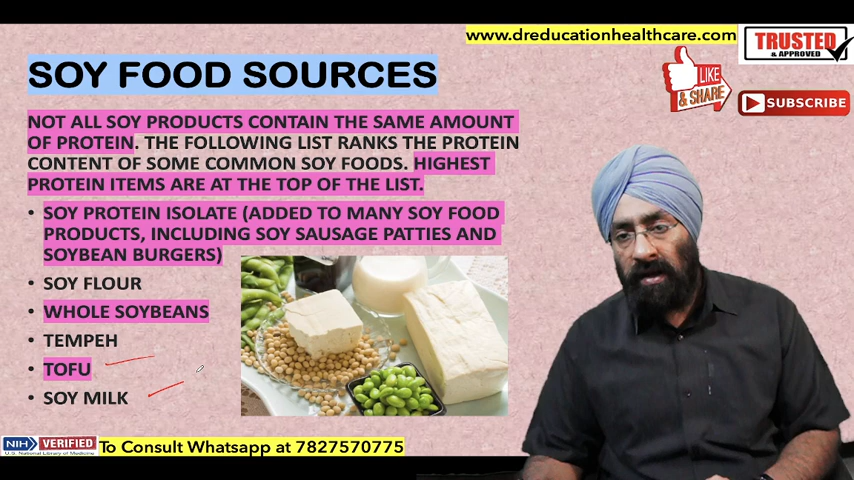 www.dreducationhealthcare.com
TRUSTED
& APPROVED
LIKE
& SHARE
SUBSCRIBE
SOY FOOD SOURCES
NOT ALL SOY PRODUCTS CONTAIN THE SAME AMOUNT
OF PROTEIN. THE FOLLOWING LIST RANKS THE PROTEIN
CONTENT OF SOME COMMON SOY FOODS. HIGHEST
PROTEIN ITEMS ARE AT THE TOP OF THE LIST.
• SOY PROTEIN ISOLATE (ADDED TO MANY SOY FOOD
PRODUCTS, INCLUDING SOY SAUSAGE PATTIES AND
SOYBEAN BURGERS)
• SOY FLOUR
• WHOLE SOYBEANS
• TEMPEH
• TOFU
• SOY MILK
NIH VERIFIED
U.S. National Library of Medicine
To Consult Whatsapp at 7827570775